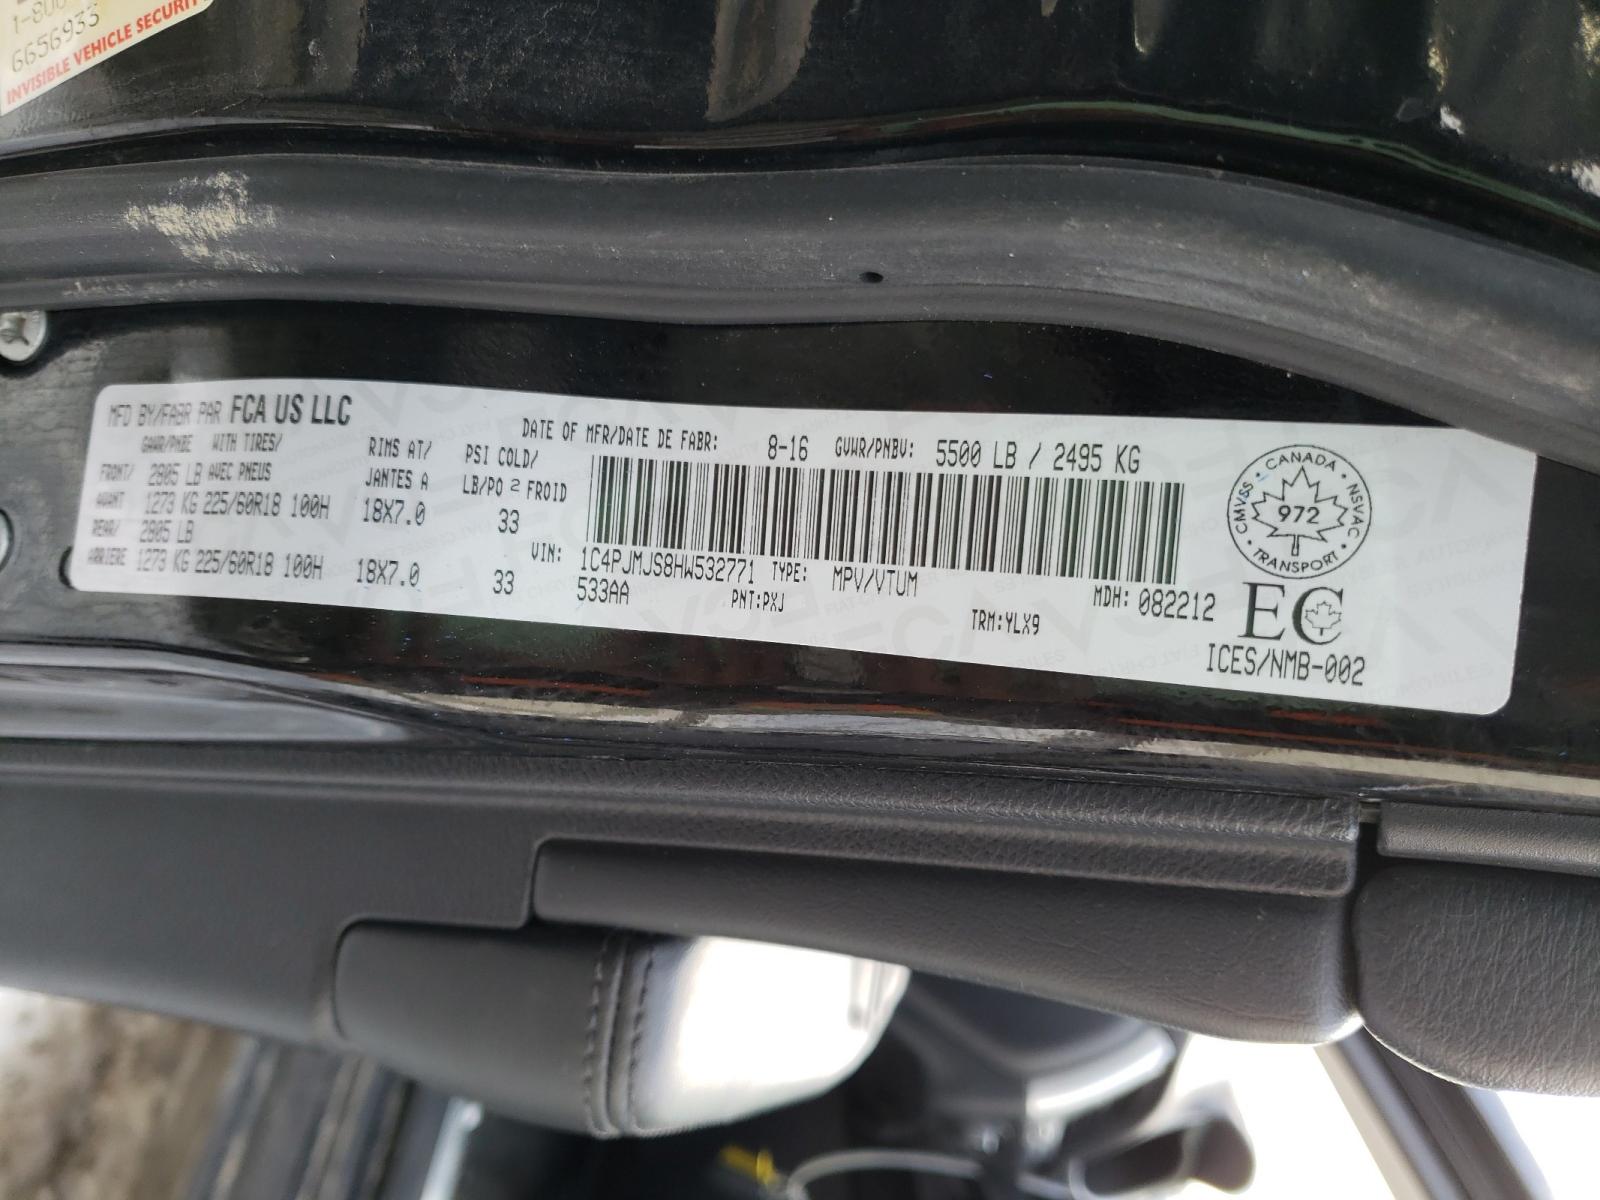 1-800
6656933
INVISIBLE VEHICLE SECURITY
MFD BY/FABR PAR FCA US LLC
DATE OF MFR/DATE DE FABR: 8-16 GVWR/PNBV: 5500 LB / 2495 KG
GAWR/PNBE WITH TIRES/ RIMS AT/ PSI COLD/
FRONT/ 2805 LB AVEC PNEUS JANTES A LB/PO 2 FROID
AVANT 1273 KG 225/60R18 100H 18X7.0 33
REAR/ 2805 LB
ARRIERE 1273 KG 225/60R18 100H 18X7.0 33
VIN: 1C4PJMJS8HW532771 TYPE: MPV/VTUM MDH: 082212
533AA PNT:PXJ TRM:YLX9
CANADA
CMVSS · NSVAC
972
TRANSPORT
EC
ICES/NMB-002